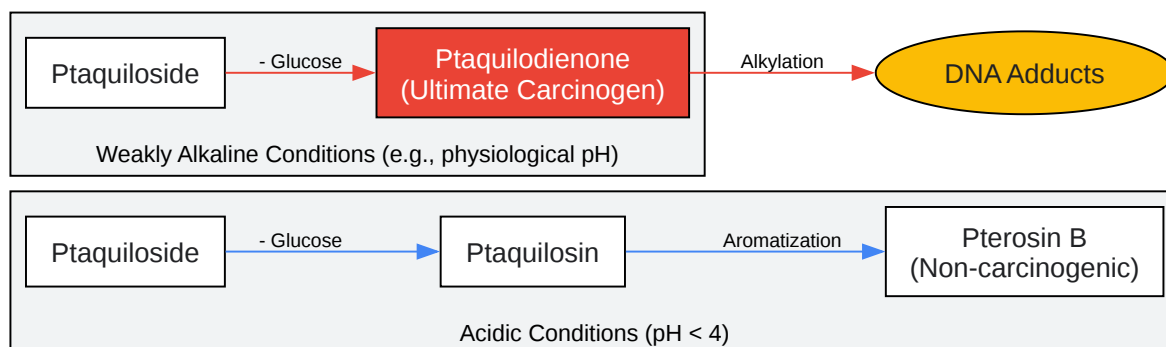 Ptaquiloside
- Glucose
Ptaquilodienone
(Ultimate Carcinogen)
Alkylation
DNA Adducts
Weakly Alkaline Conditions (e.g., physiological pH)
Ptaquiloside
- Glucose
Ptaquilosin
Aromatization
Pterosin B
(Non-carcinogenic)
Acidic Conditions (pH < 4)